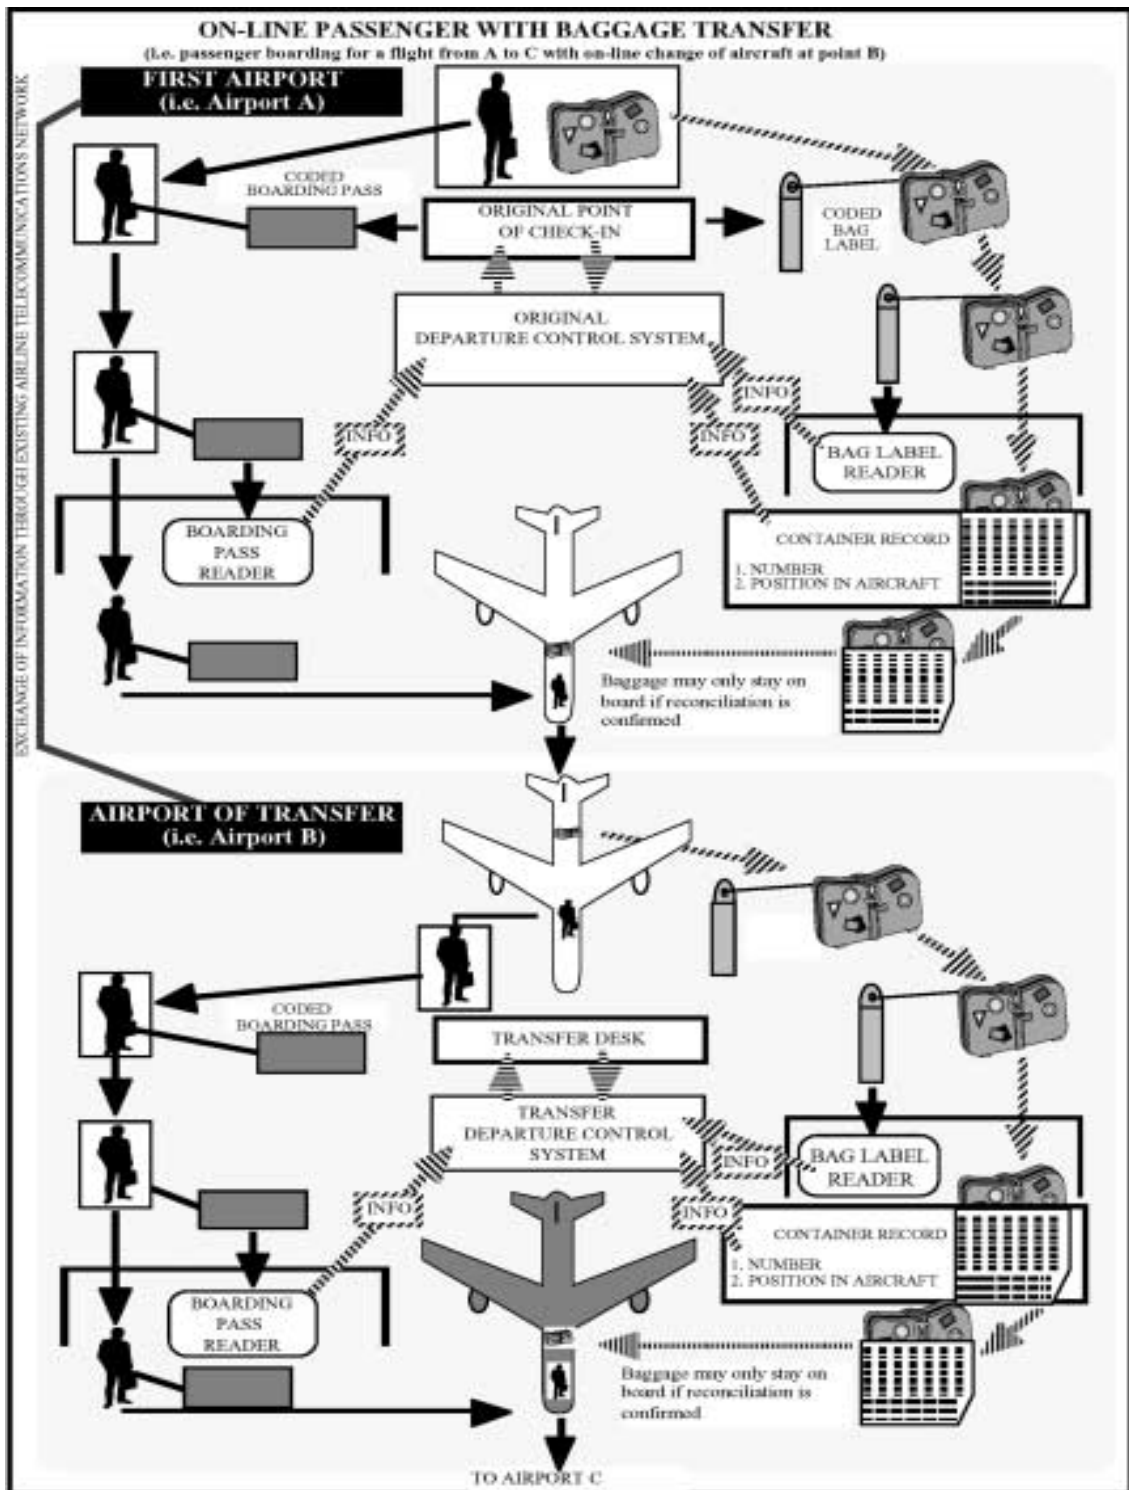 ON-LINE PASSENGER WITH BAGGAGE TRANSFER
(i.e. passenger boarding for a flight from A to C with on-line change of aircraft at point B)
EXCHANGE OF INFORMATION THROUGH EXISTING AIRLINE TELECOMMUNICATIONS NETWORK
FIRST AIRPORT
(i.e. Airport A)
CODED
BOARDING PASS
ORIGINAL POINT
OF CHECK-IN
CODED
BAG
LABEL
ORIGINAL
DEPARTURE CONTROL SYSTEM
INFO
INFO
INFO
BAG LABEL
READER
BOARDING
PASS
READER
CONTAINER RECORD
1. NUMBER
2. POSITION IN AIRCRAFT
Baggage may only stay on
board if reconciliation is
confirmed
AIRPORT OF TRANSFER
(i.e. Airport B)
CODED
BOARDING PASS
TRANSFER DESK
TRANSFER
DEPARTURE CONTROL
SYSTEM
INFO
INFO
INFO
BAG LABEL
READER
CONTAINER RECORD
1. NUMBER
2. POSITION IN AIRCRAFT
BOARDING
PASS
READER
Baggage may only stay on
board if reconciliation is
confirmed
TO AIRPORT C